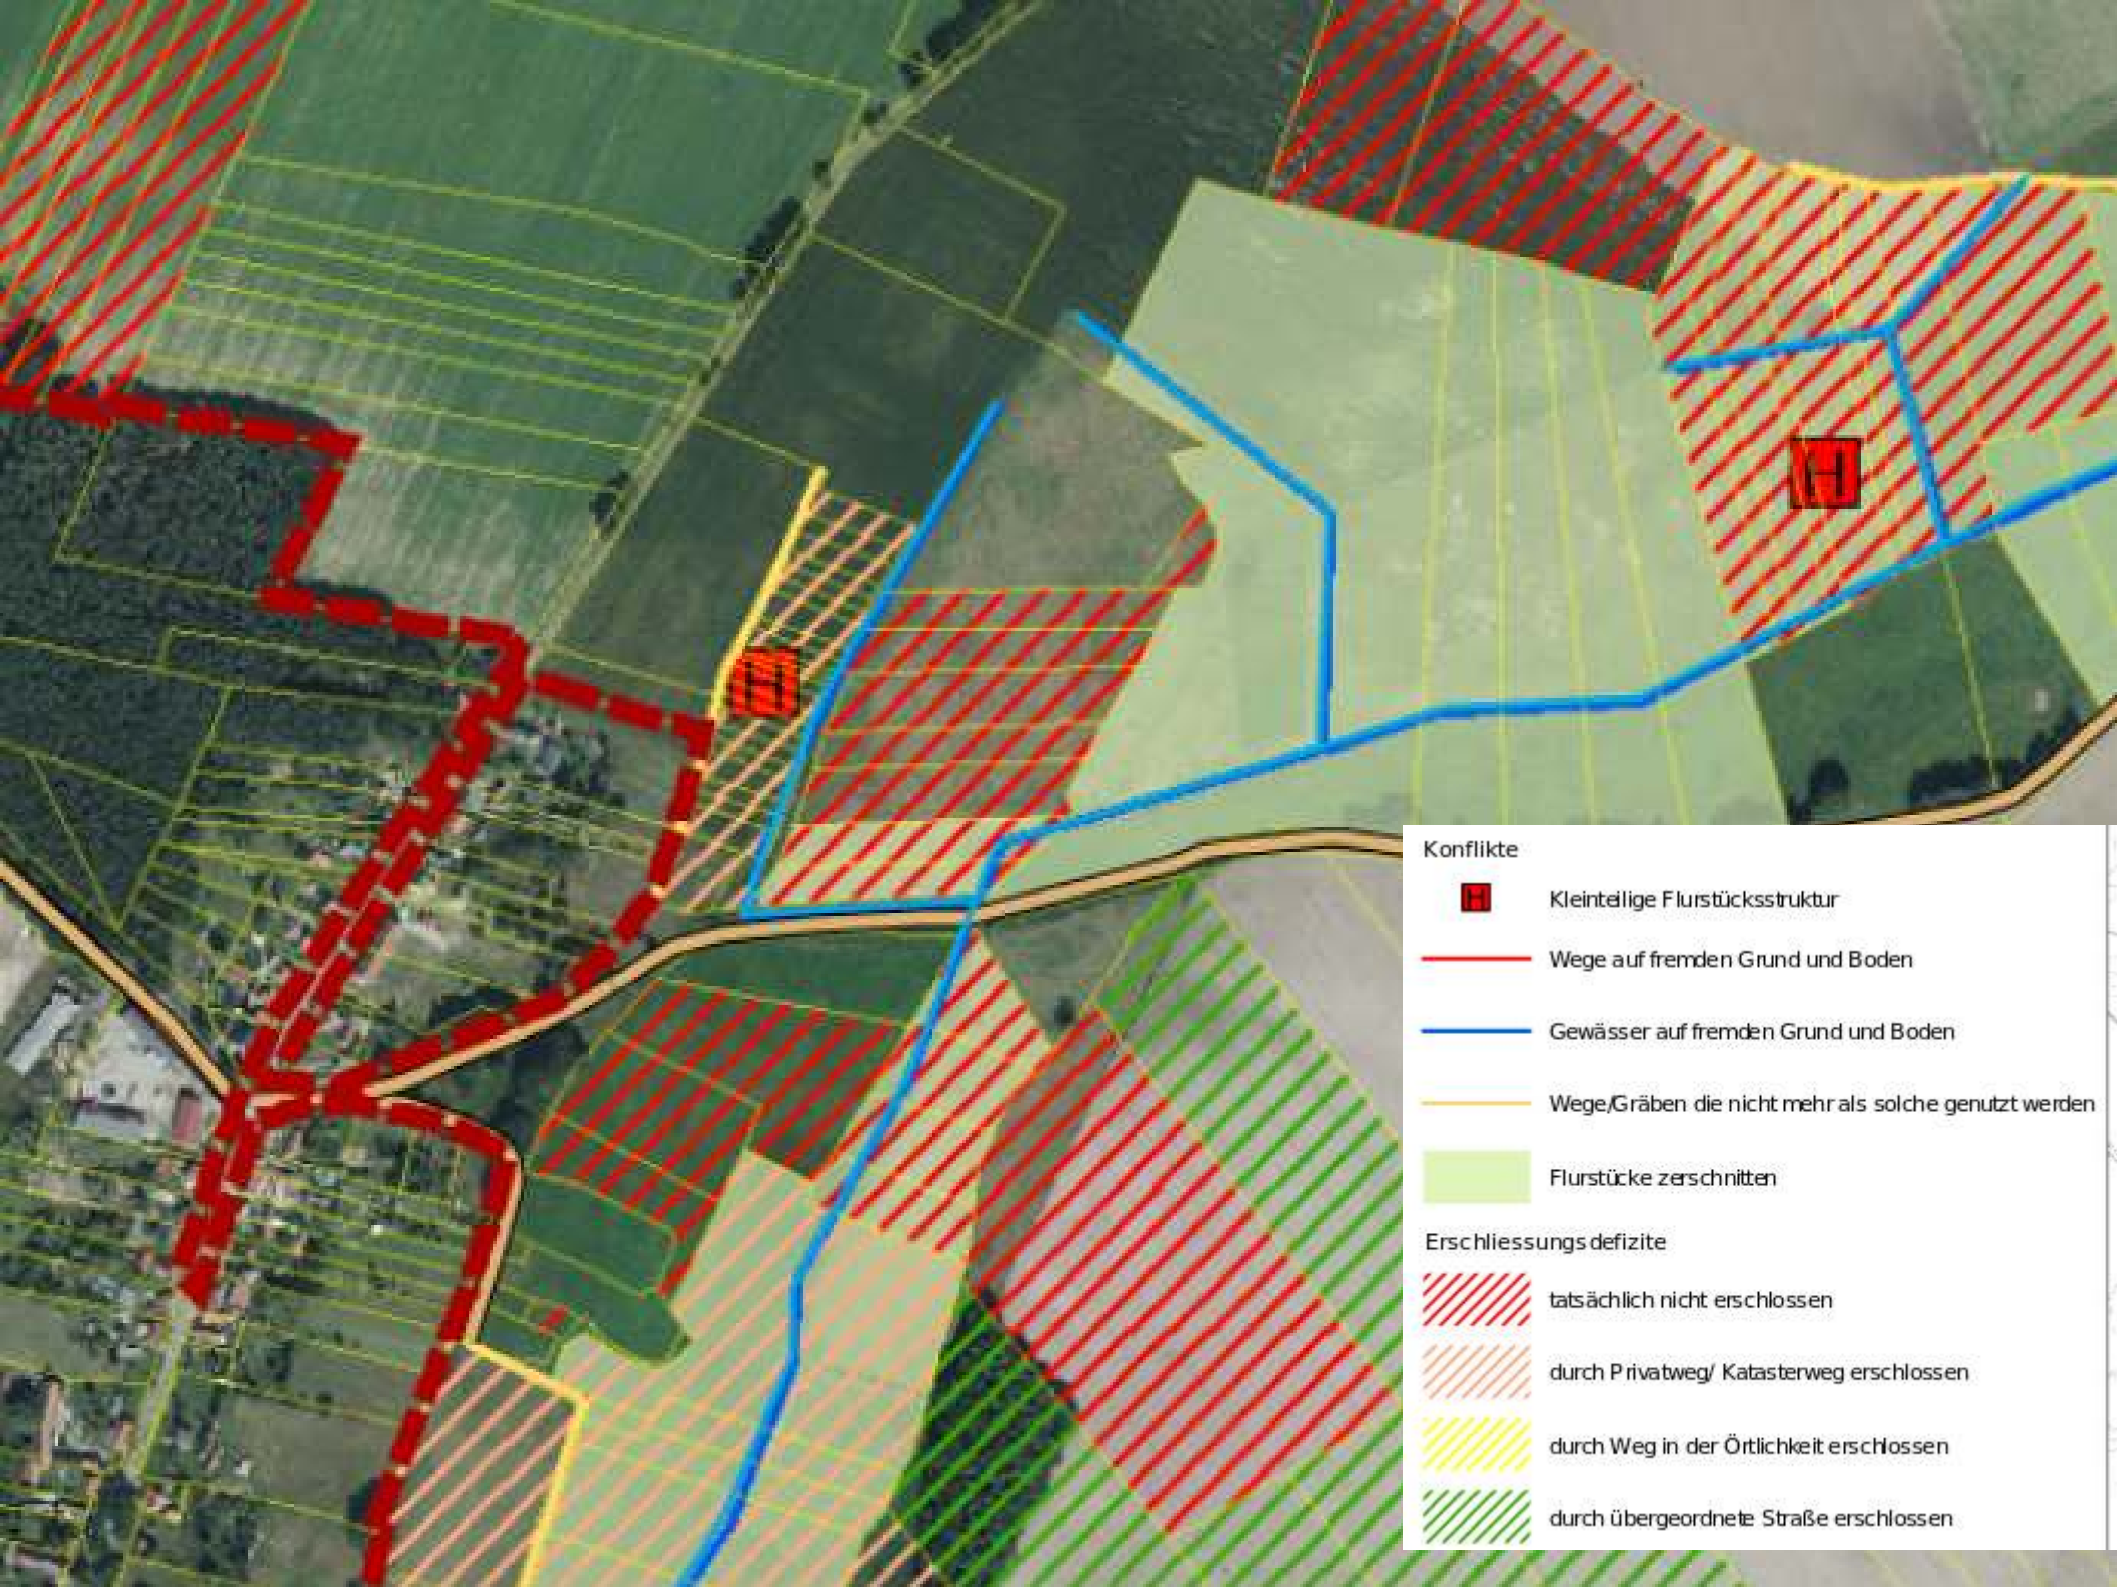 H
H
Konflikte
H Kleinteilige Flurstücksstruktur
Wege auf fremden Grund und Boden
Gewässer auf fremden Grund und Boden
Wege/Gräben die nicht mehr als solche genutzt werden
Flurstücke zerschnitten
Erschliessungsdefizite
tatsächlich nicht erschlossen
durch Privatweg/ Katasterweg erschlossen
durch Weg in der Örtlichkeit erschlossen
durch übergeordnete Straße erschlossen